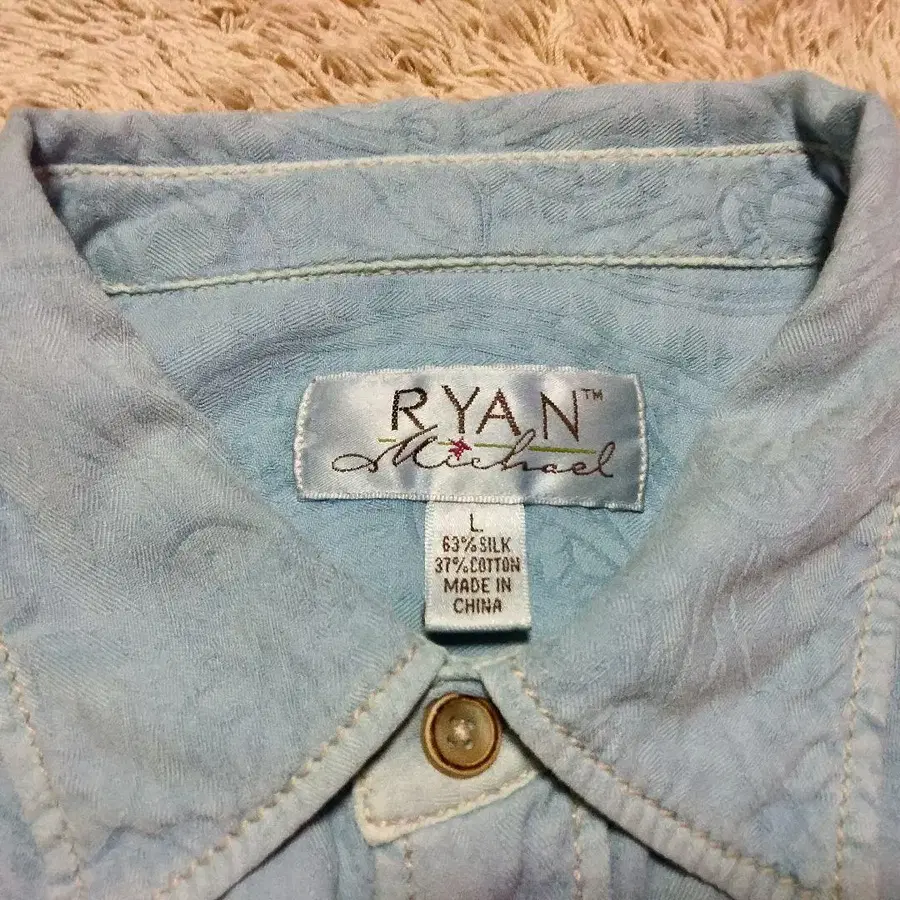 RYAN™
Michael
L
63% SILK
37% COTTON
MADE IN
CHINA